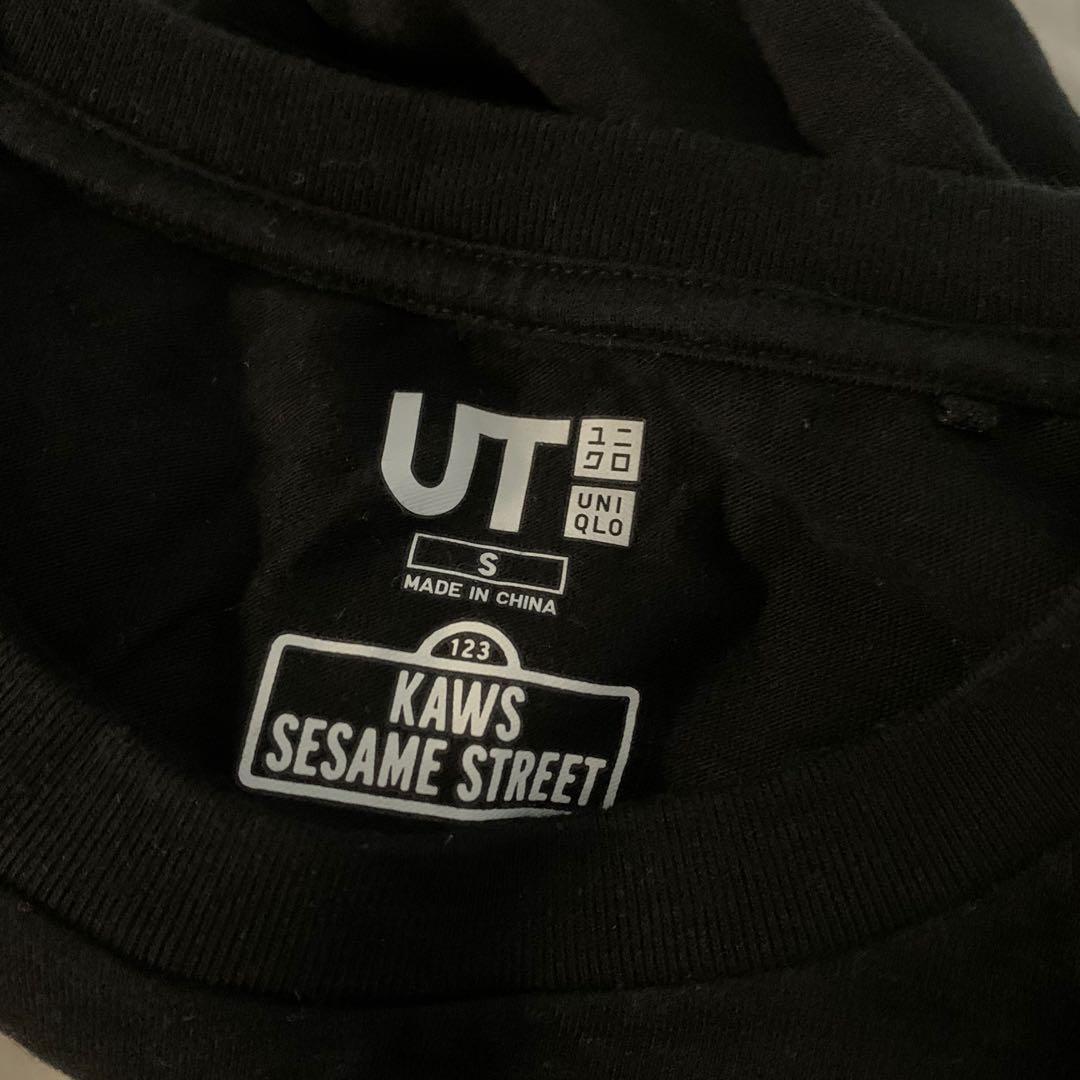 UT
ユニ
クロ
UNI
QLO
S
MADE IN CHINA
123
KAWS
SESAME STREET